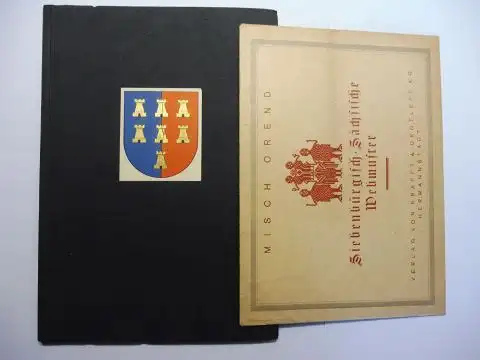 MISCH OREND
Siebenbürgisch-Sächsische
Webmuster
VERLAG VON KRAFFT & DROTLEFF AG
HERMANNSTADT